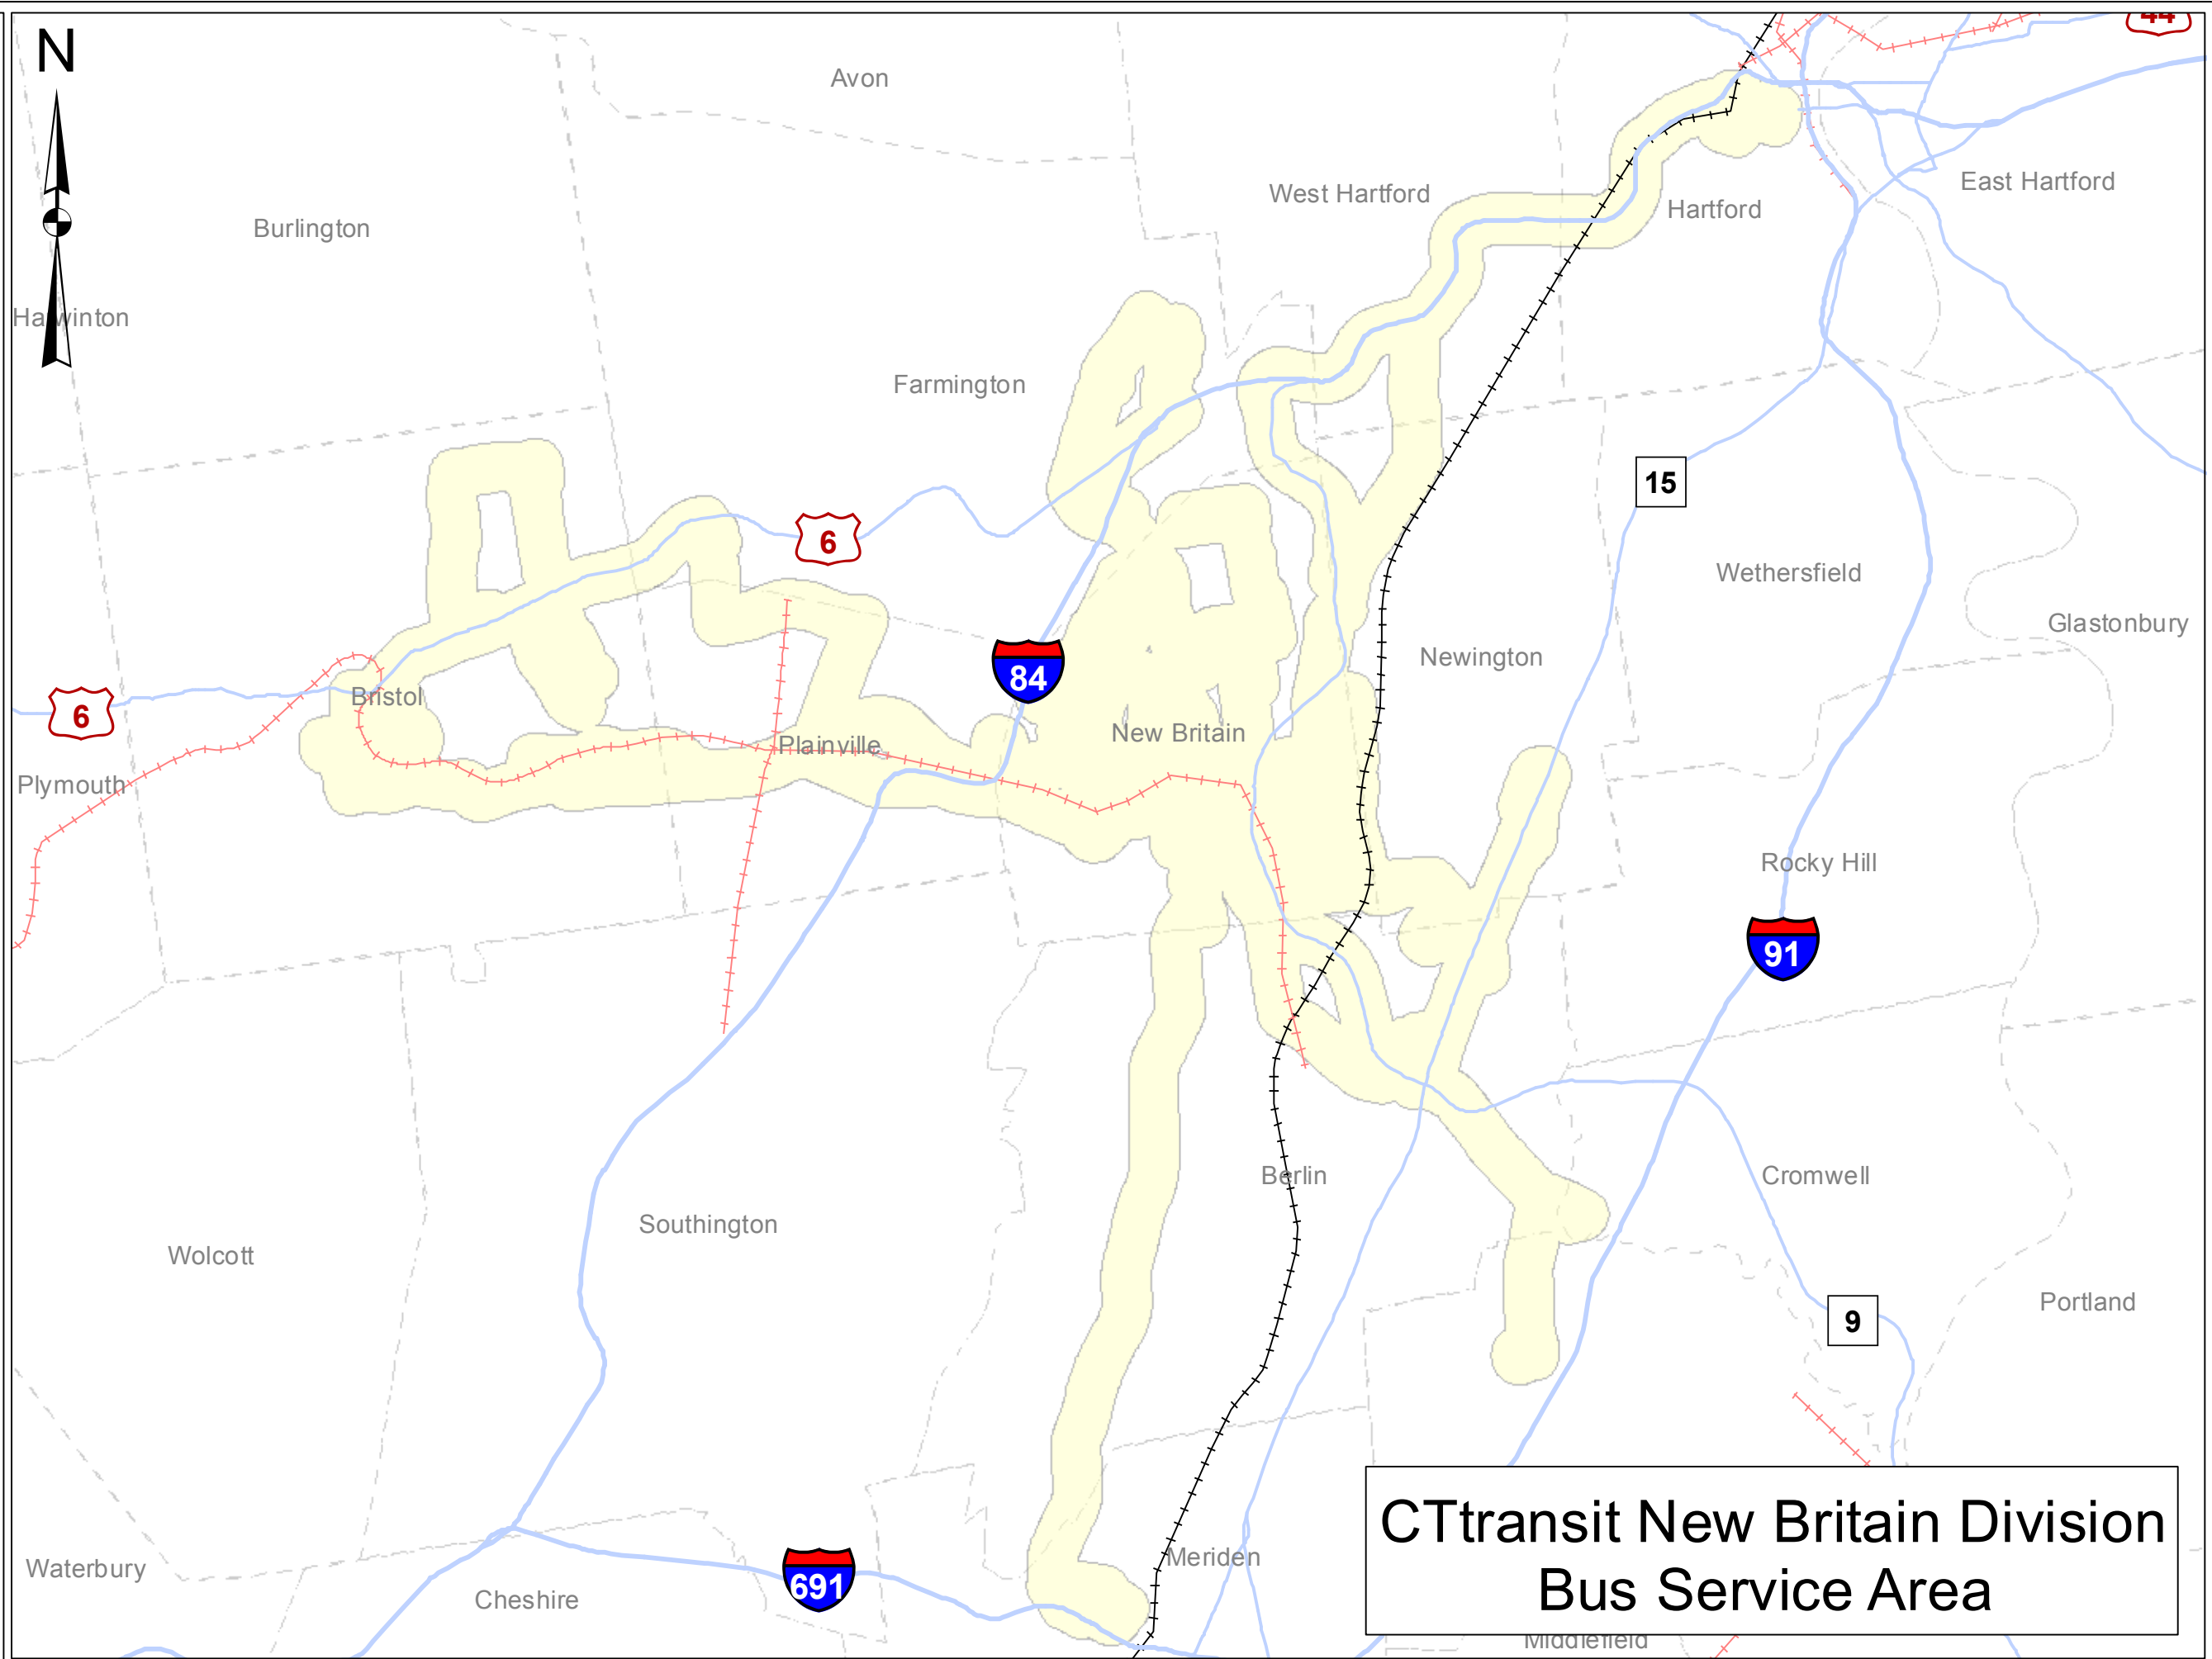 44
N
Avon
East Hartford
West Hartford
Hartford
Burlington
Harwinton
Farmington
15
6
Wethersfield
Glastonbury
Newington
84
Bristol
6
New Britain
Plainville
Plymouth
Rocky Hill
91
Berlin
Cromwell
Southington
Wolcott
Portland
9
CTtransit New Britain Division
Bus Service Area
Meriden
Waterbury
691
Cheshire
Middlefield